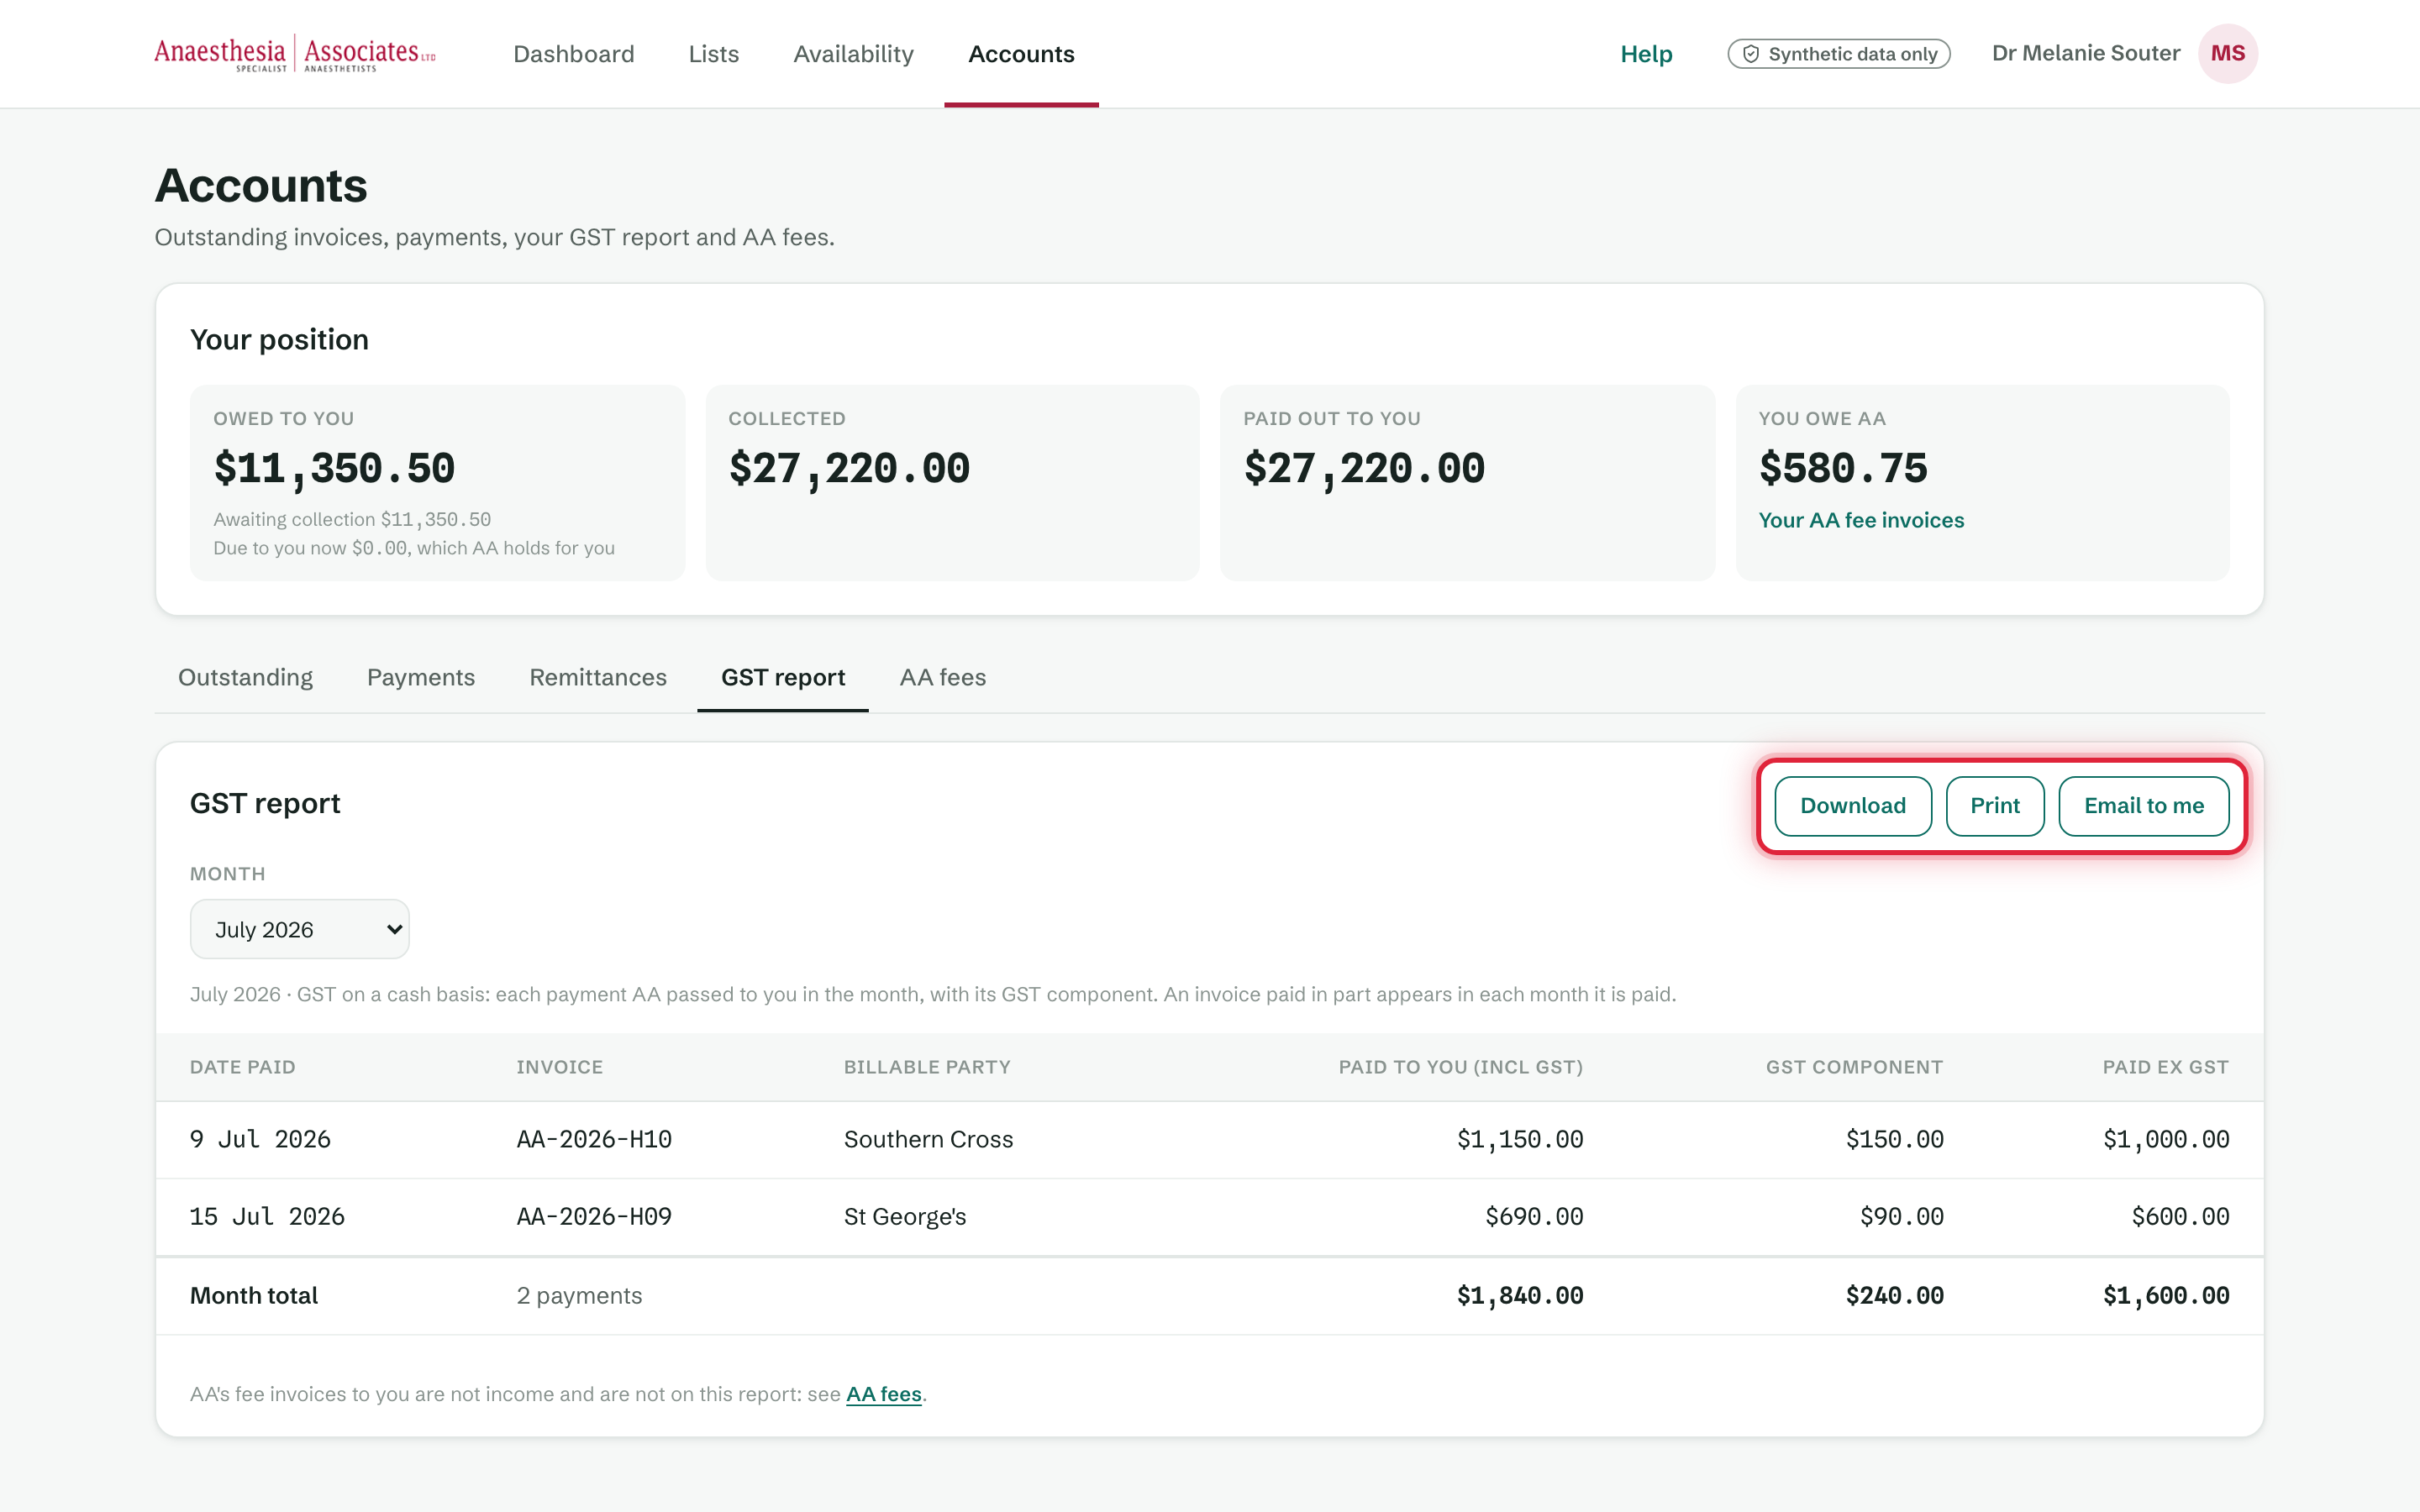 Anaesthesia | Associates LTD
SPECIALIST ANAESTHETISTS
Dashboard Lists Availability Accounts Help Synthetic data only Dr Melanie Souter MS
Accounts
Outstanding invoices, payments, your GST report and AA fees.
Your position
OWED TO YOU COLLECTED PAID OUT TO YOU YOU OWE AA
$11,350.50 $27,220.00 $27,220.00 $580.75
Awaiting collection $11,350.50 Your AA fee invoices
Due to you now $0.00, which AA holds for you
Outstanding Payments Remittances GST report AA fees
GST report Download Print Email to me
MONTH
July 2026
July 2026 · GST on a cash basis: each payment AA passed to you in the month, with its GST component. An invoice paid in part appears in each month it is paid.
DATE PAID INVOICE BILLABLE PARTY PAID TO YOU (INCL GST) GST COMPONENT PAID EX GST
9 Jul 2026 AA-2026-H10 Southern Cross $1,150.00 $150.00 $1,000.00
15 Jul 2026 AA-2026-H09 St George's $690.00 $90.00 $600.00
Month total 2 payments $1,840.00 $240.00 $1,600.00
AA's fee invoices to you are not income and are not on this report: see AA fees.